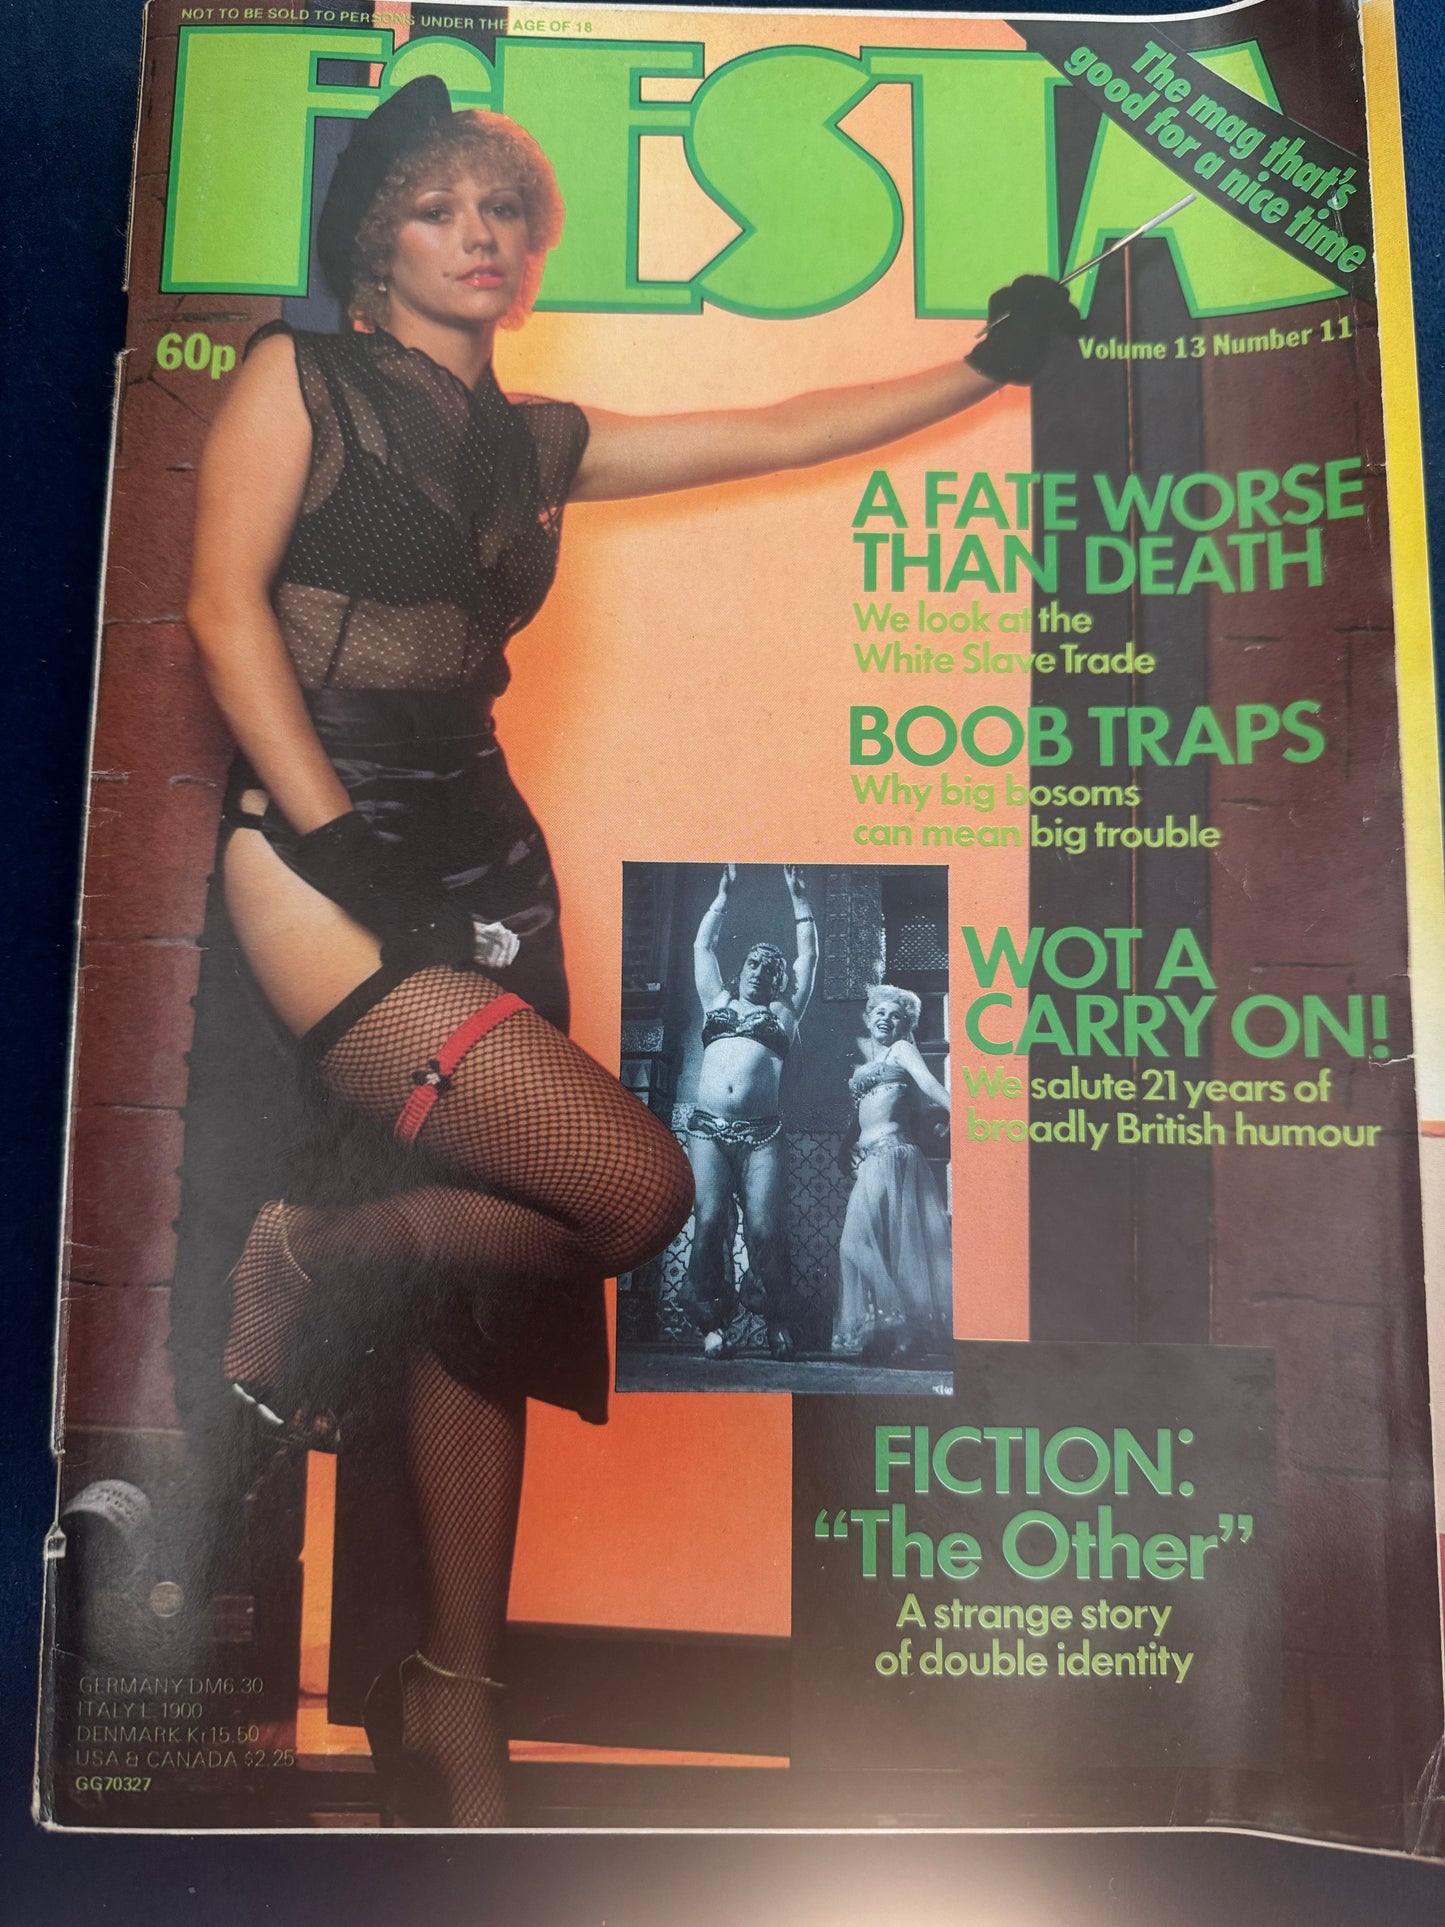 NOT TO BE SOLD TO PERSONS UNDER THE AGE OF 18
FiESTA
The mag that's
good for a nice time
60p
Volume 13 Number 11
A FATE WORSE
THAN DEATH
We look at the
White Slave Trade
BOOB TRAPS
Why big bosoms
can mean big trouble
WOT A
CARRY ON!
We salute 21 years of
broadly British humour
FICTION:
“The Other”
A strange story
of double identity
GERMANY DM6.30
ITALY L 1900
DENMARK Kr15.50
USA & CANADA $2.25
GG70327